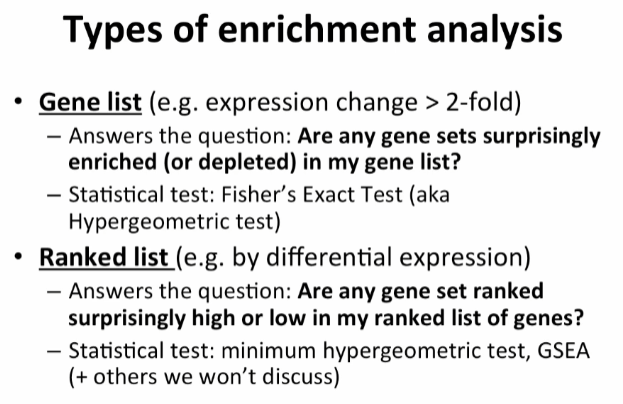 Types of enrichment analysis
• Gene list (e.g. expression change > 2-fold)
– Answers the question: Are any gene sets surprisingly
enriched (or depleted) in my gene list?
– Statistical test: Fisher's Exact Test (aka
Hypergeometric test)
• Ranked list (e.g. by differential expression)
– Answers the question: Are any gene set ranked
surprisingly high or low in my ranked list of genes?
– Statistical test: minimum hypergeometric test, GSEA
(+ others we won't discuss)